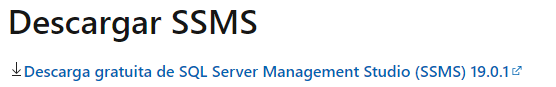 Descargar SSMS
Descarga gratuita de SQL Server Management Studio (SSMS) 19.0.1